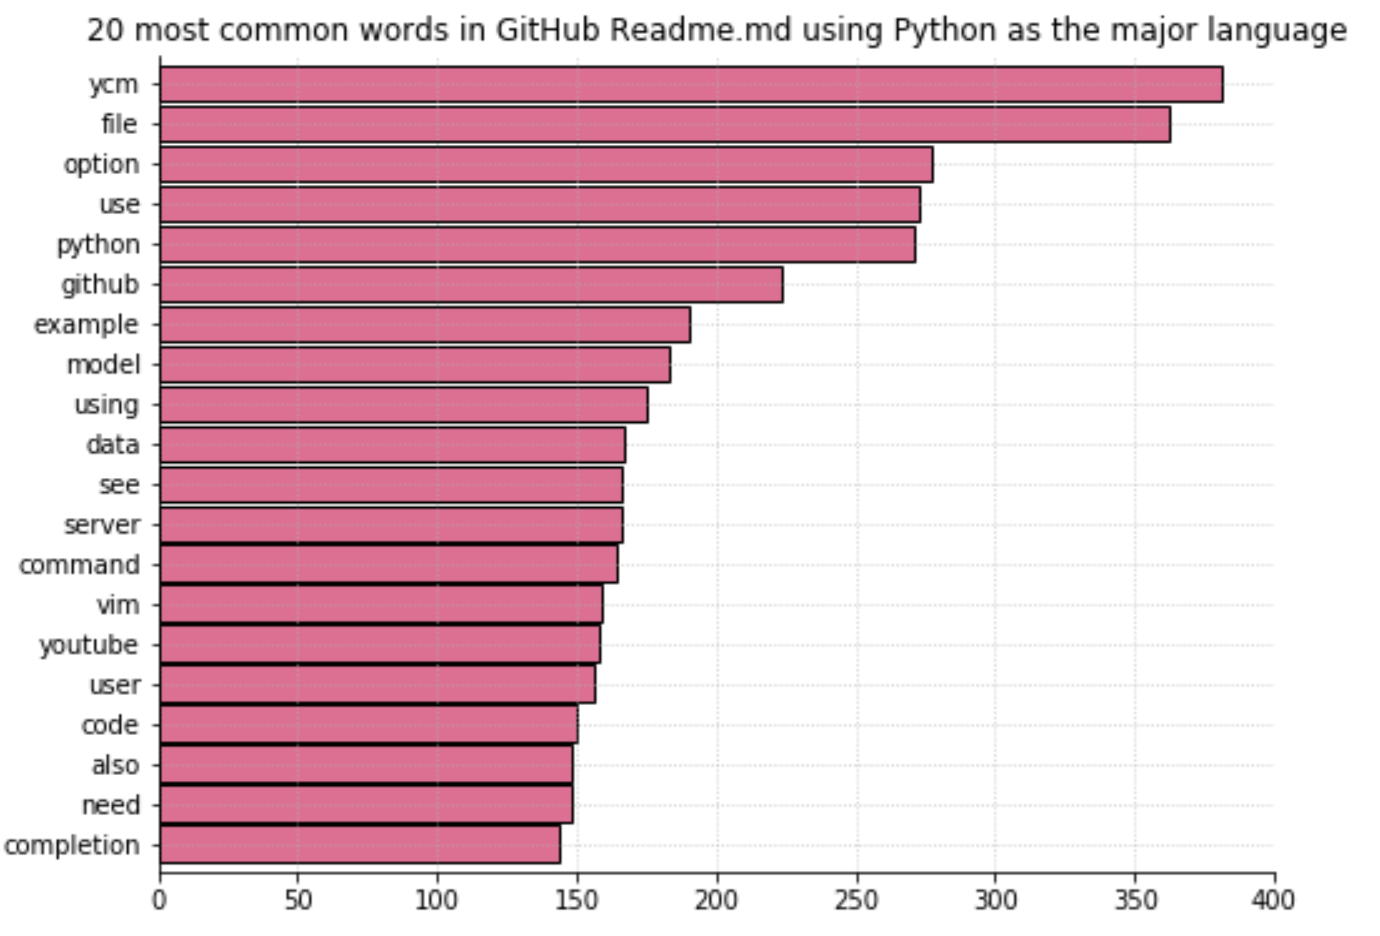 20 most common words in GitHub Readme.md using Python as the major language
ycm
file
option
use
python
github
example
model
using
data
see
server
command
vim
youtube
user
code
also
need
completion
0 50 100 150 200 250 300 350 400